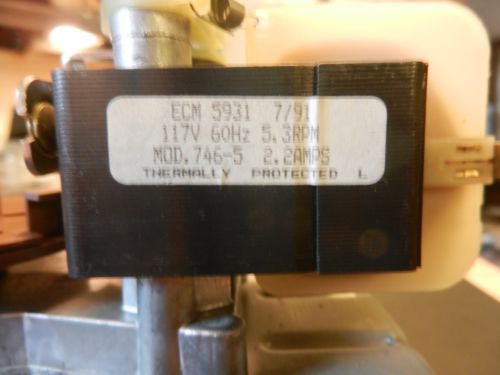 ECM 5931 7/91
117V 60Hz 5.3RPM
MOD.746-5 2.2AMPS
THERMALLY PROTECTED L